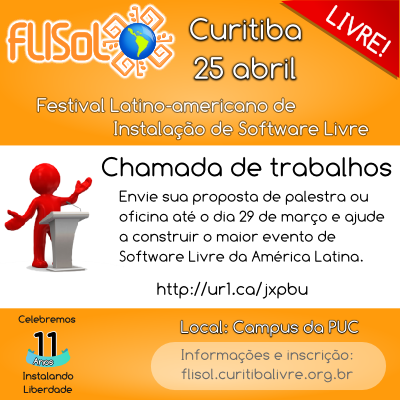 FLISoL
Curitiba
25 abril
LIVRE!
Festival Latino-americano de
Instalação de Software Livre
Chamada de trabalhos
Envie sua proposta de palestra ou
oficina até o dia 29 de março e ajude
a construir o maior evento de
Software Livre da América Latina.
http://ur1.ca/jxpbu
Celebremos
11
Anos
Instalando
Liberdade
Local: Campus da PUC
Informações e inscrição:
flisol.curitibalivre.org.br